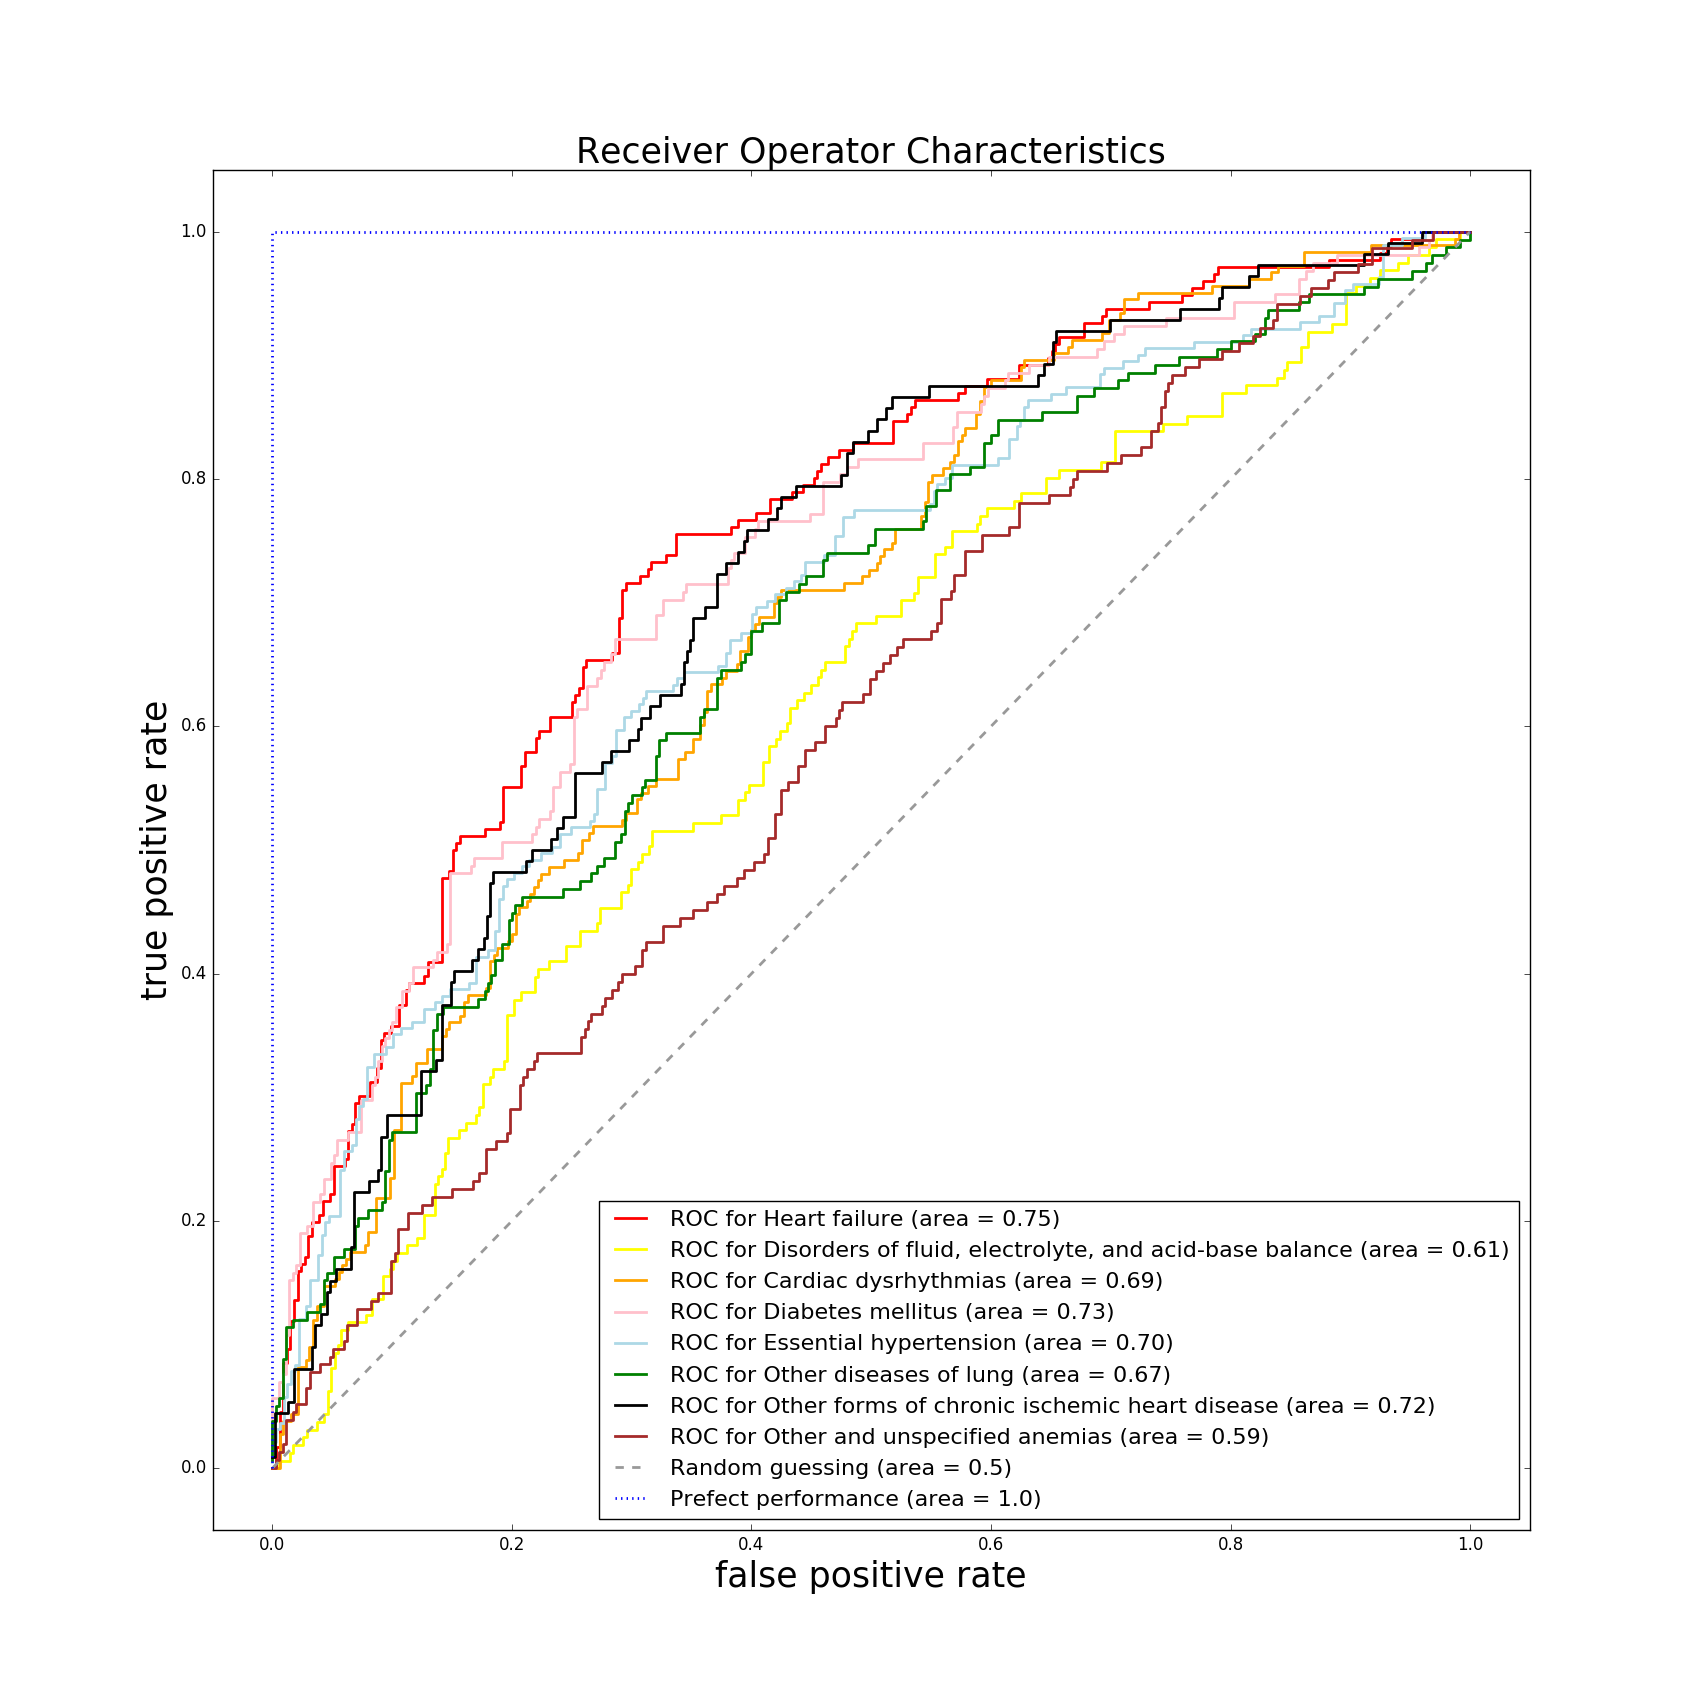 Receiver Operator Characteristics
1.0
0.8
0.6
0.4
0.2
0.0
true positive rate
ROC for Heart failure (area = 0.75)
ROC for Disorders of fluid, electrolyte, and acid-base balance (area = 0.61)
ROC for Cardiac dysrhythmias (area = 0.69)
ROC for Diabetes mellitus (area = 0.73)
ROC for Essential hypertension (area = 0.70)
ROC for Other diseases of lung (area = 0.67)
ROC for Other forms of chronic ischemic heart disease (area = 0.72)
ROC for Other and unspecified anemias (area = 0.59)
Random guessing (area = 0.5)
Prefect performance (area = 1.0)
0.0 0.2 0.4 0.6 0.8 1.0
false positive rate